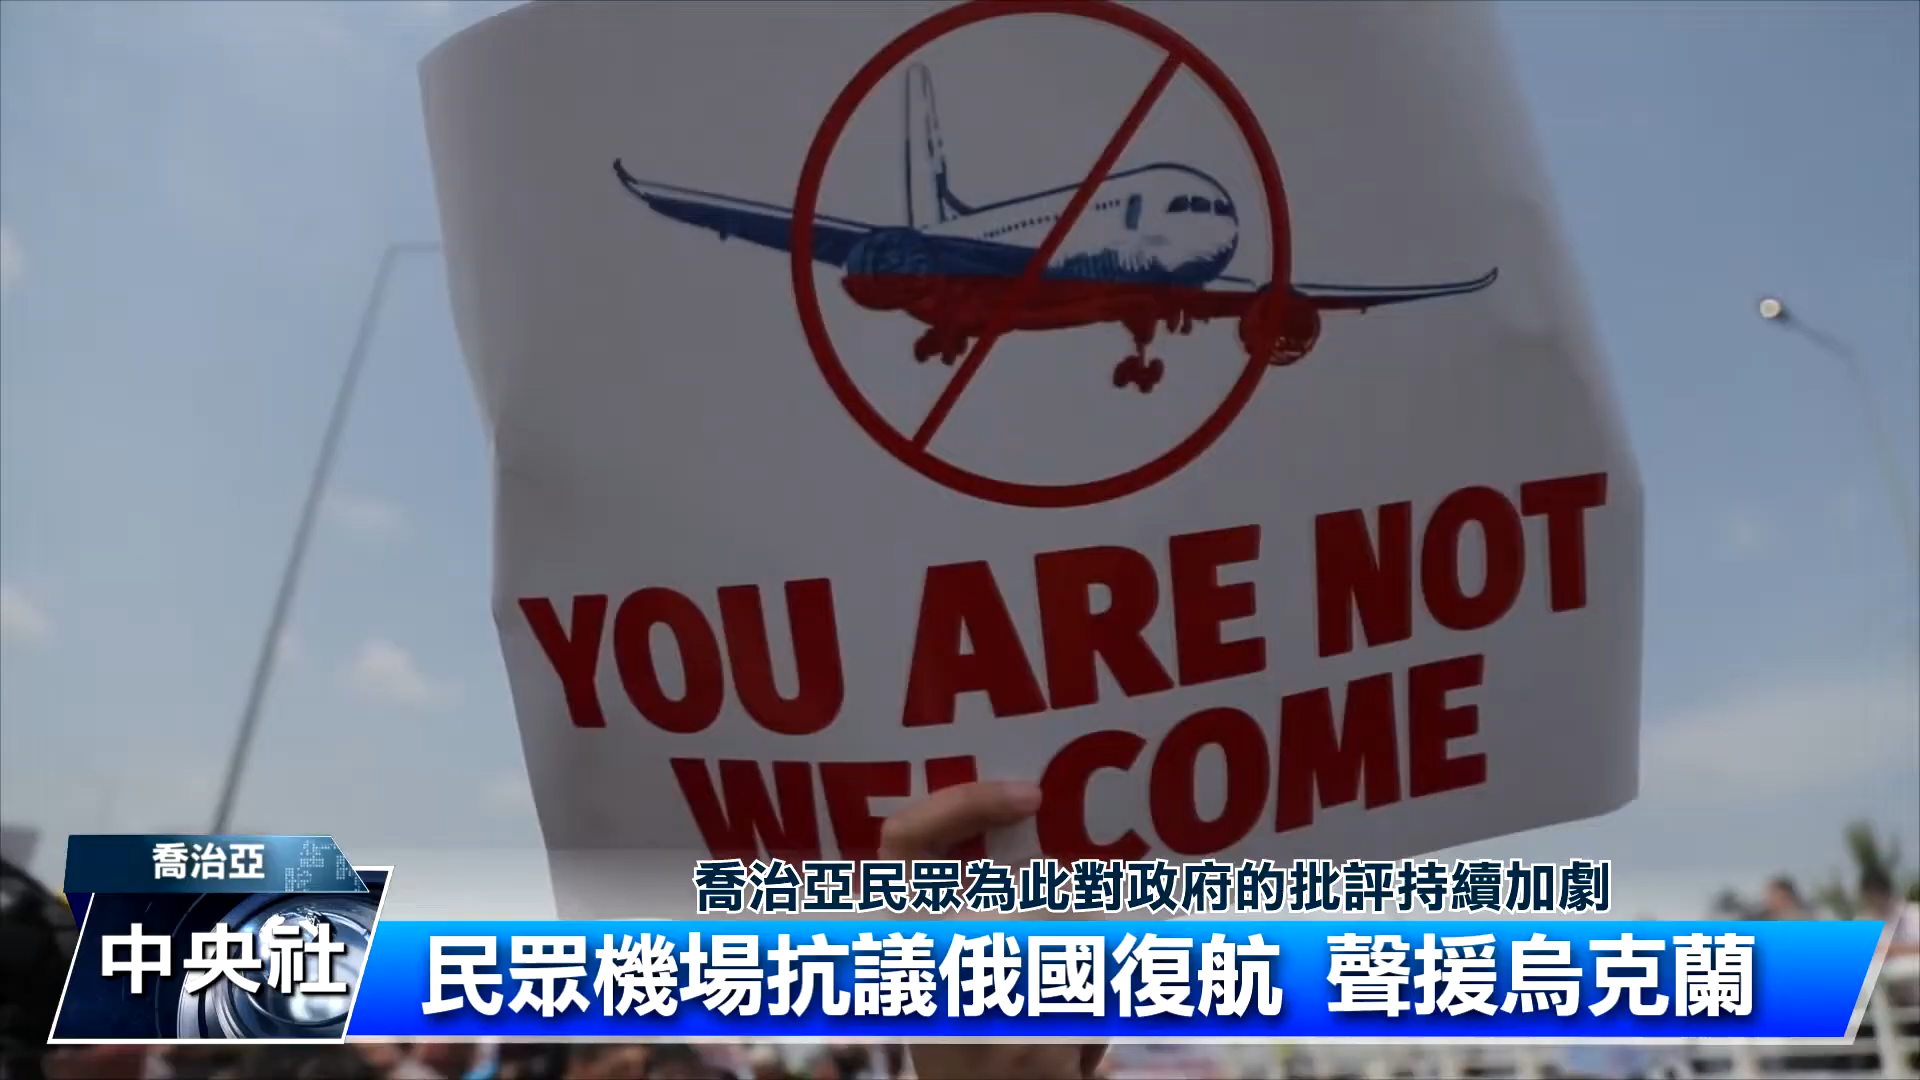 YOU ARE NOT
WELCOME
喬治亞
喬治亞民眾為此對政府的批評持續加劇
中央社
民眾機場抗議俄國復航 聲援烏克蘭